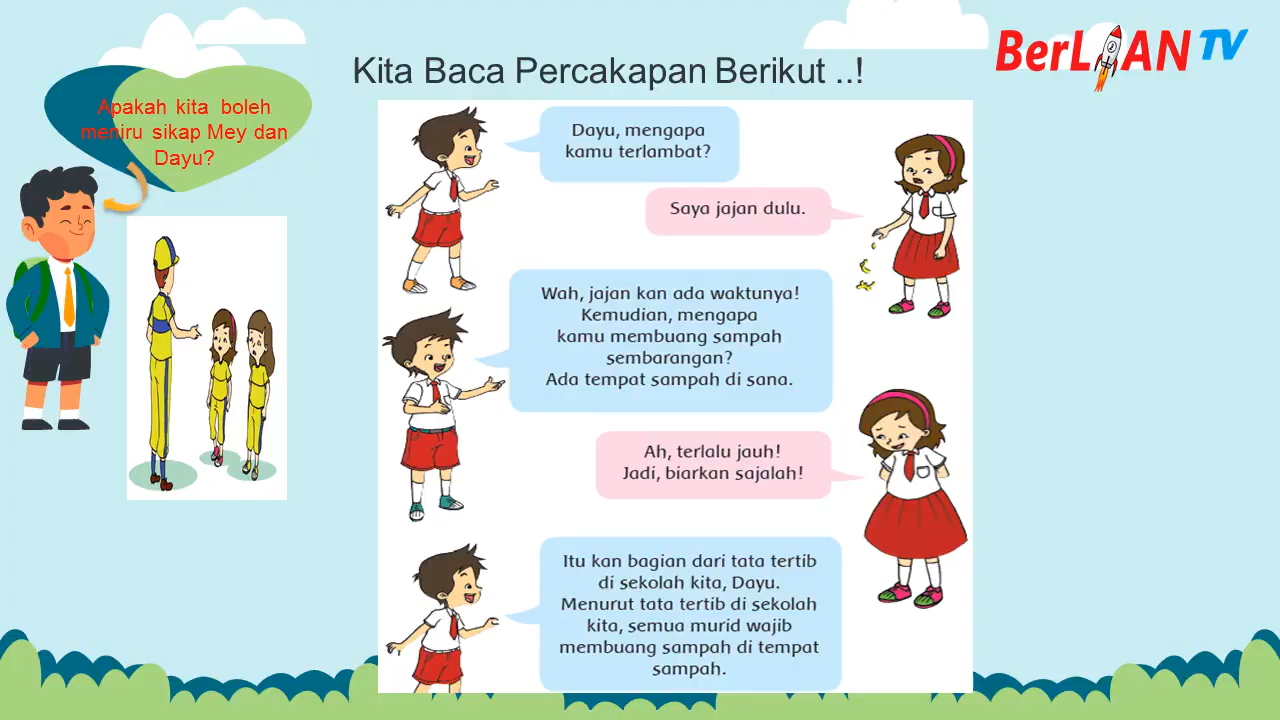 Kita Baca Percakapan Berikut ..!
BerLIAN TV
Apakah kita boleh
meniru sikap Mey dan
Dayu?
Dayu, mengapa
kamu terlambat?
Saya jajan dulu.
Wah, jajan kan ada waktunya!
Kemudian, mengapa
kamu membuang sampah
sembarangan?
Ada tempat sampah di sana.
Ah, terlalu jauh!
Jadi, biarkan sajalah!
Itu kan bagian dari tata tertib
di sekolah kita, Dayu.
Menurut tata tertib di sekolah
kita, semua murid wajib
membuang sampah di tempat
sampah.